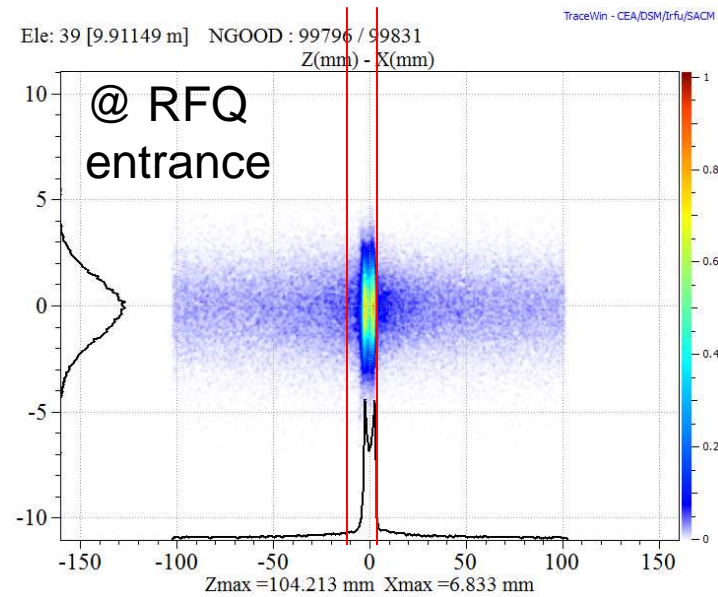 TraceWin - CEA/DSM/Irfu/SACM
Ele: 39 [9.91149 m] NGOOD : 99796 / 99831
Z(mm) - X(mm)
@ RFQ
entrance
10
5
0
-5
-10
1
0.8
0.6
0.4
0.2
0
-150 -100 -50 0 50 100 150
Zmax =104.213 mm Xmax =6.833 mm